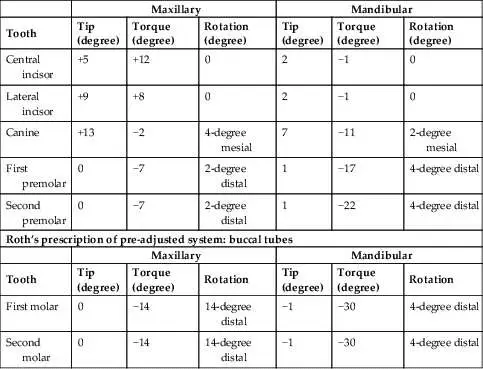 Maxillary Mandibular
Tooth Tip (degree) Torque (degree) Rotation (degree) Tip (degree) Torque (degree) Rotation (degree)
Central incisor +5 +12 0 2 −1 0
Lateral incisor +9 +8 0 2 −1 0
Canine +13 −2 4-degree mesial 7 −11 2-degree mesial
First premolar 0 −7 2-degree distal 1 −17 4-degree distal
Second premolar 0 −7 2-degree distal 1 −22 4-degree distal
Roth's prescription of pre-adjusted system: buccal tubes
Maxillary Mandibular
Tooth Tip (degree) Torque (degree) Rotation Tip (degree) Torque (degree) Rotation
First molar 0 −14 14-degree distal −1 −30 4-degree distal
Second molar 0 −14 14-degree distal −1 −30 4-degree distal